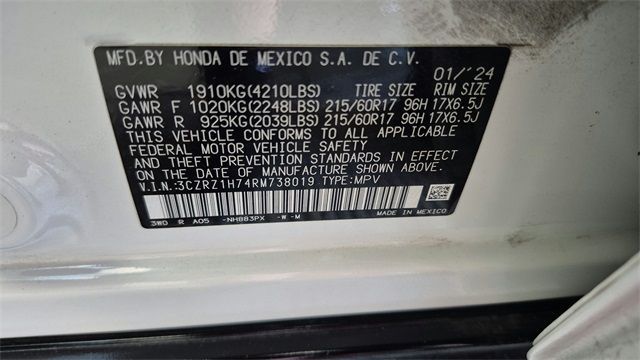 MFD.BY HONDA DE MEXICO S.A. DE C.V.
01/'24
GVWR 1910KG(4210LBS) TIRE SIZE RIM SIZE
GAWR F 1020KG(2248LBS) 215/60R17 96H 17X6.5J
GAWR R 925KG(2039LBS) 215/60R17 96H 17X6.5J
THIS VEHICLE CONFORMS TO ALL APPLICABLE
FEDERAL MOTOR VEHICLE SAFETY
AND THEFT PREVENTION STANDARDS IN EFFECT
ON THE DATE OF MANUFACTURE SHOWN ABOVE.
V.I.N.:3CZRZ1H74RM738019 TYPE:MPV
3WD R A05 -NH883PX -W-M MADE IN MEXICO